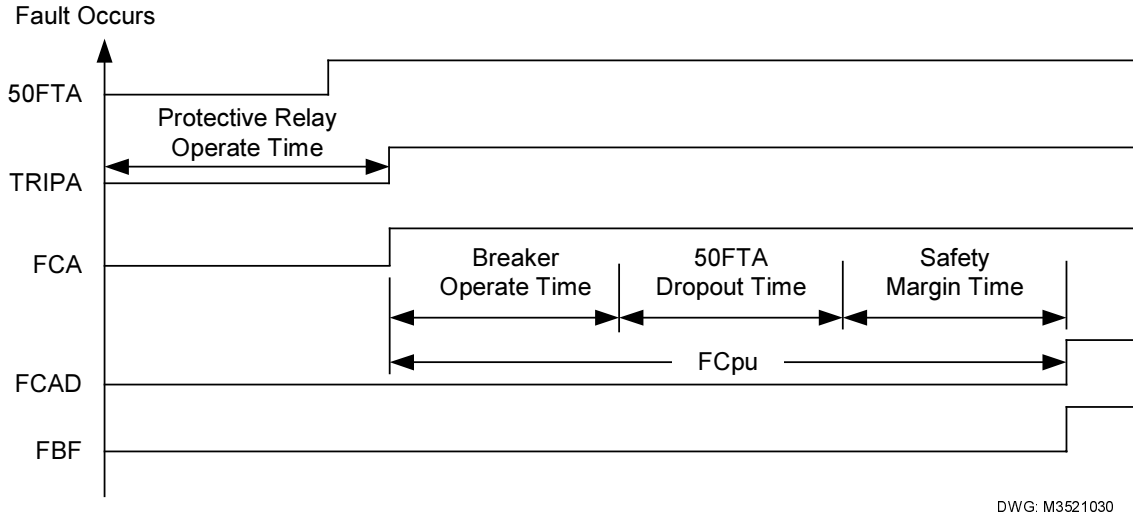 Fault Occurs
50FTA
Protective Relay
Operate Time
TRIPA
FCA
Breaker
Operate Time
50FTA
Dropout Time
Safety
Margin Time
FCpu
FCAD
FBF
DWG: M3521030